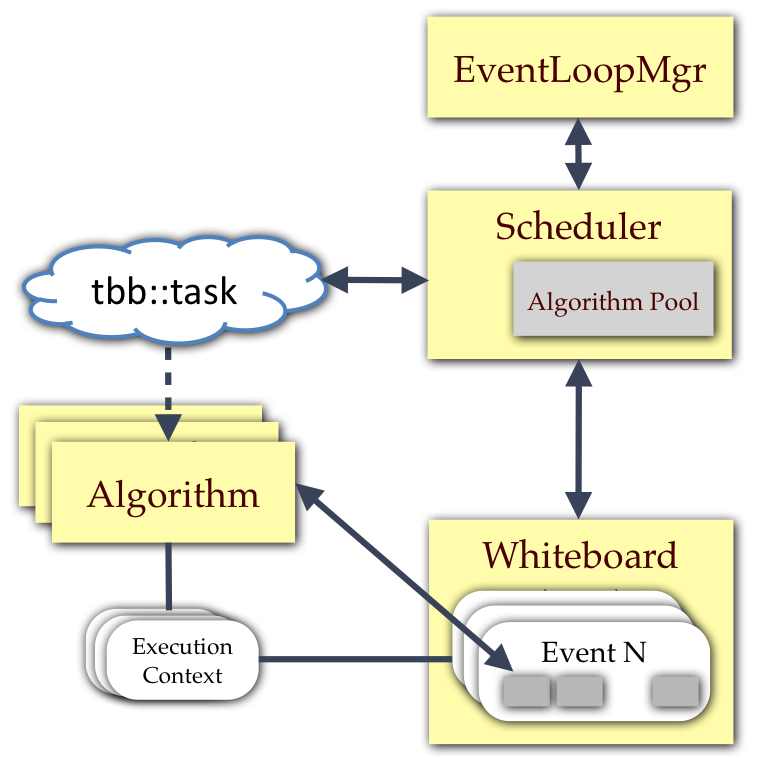 EventLoopMgr
Scheduler
Algorithm Pool
tbb::task
Algorithm
Whiteboard
Execution
Context
Event N